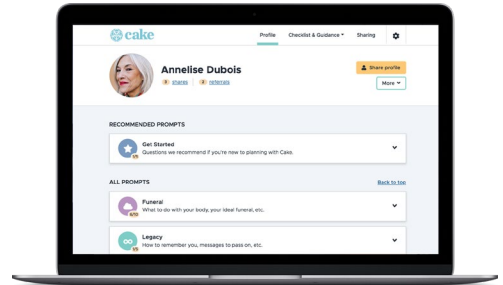 cake
Profile Checklist & Guidance Sharing
Annelise Dubois
shares referrals
Share profile
More
RECOMMENDED PROMPTS
Get Started
Questions we recommend if you're new to planning with Cake.
ALL PROMPTS
Back to top
Funeral
What to do with your body, your ideal funeral, etc.
Legacy
How to remember you, messages to pass on, etc.